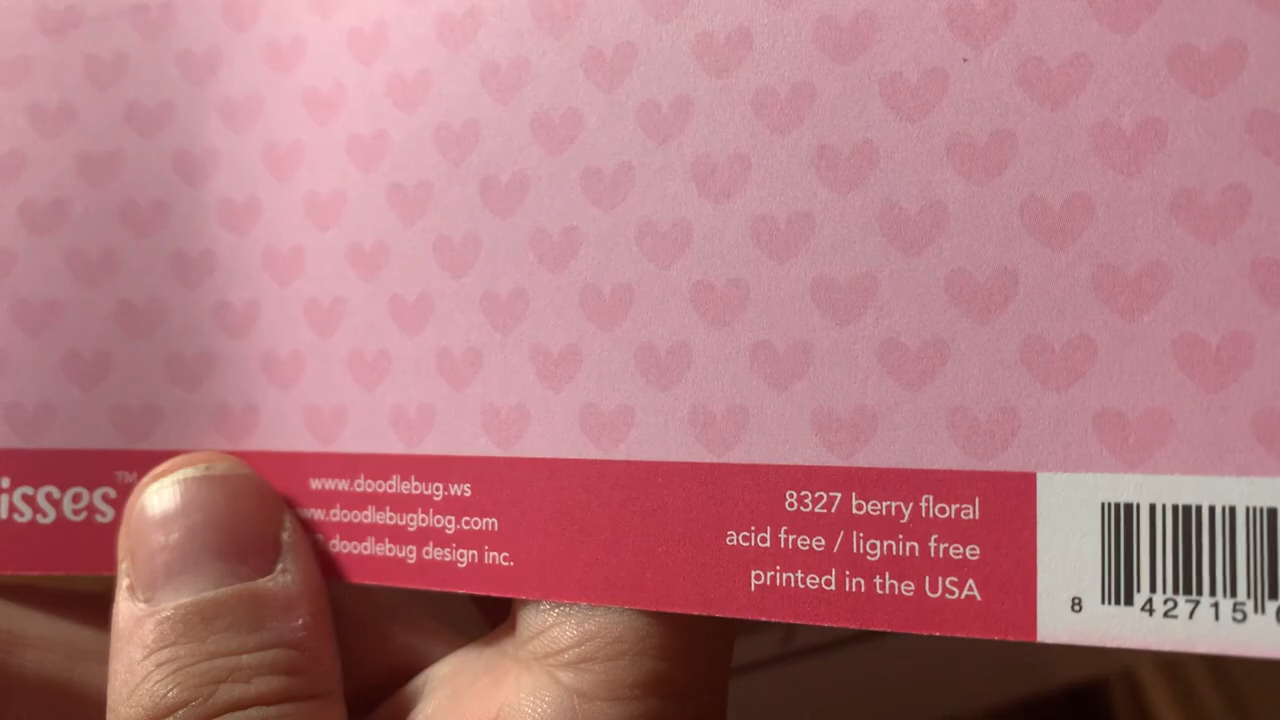 isses™
www.doodlebug.ws
w.doodlebugblog.com
doodlebug design inc.
8327 berry floral
acid free / lignin free
printed in the USA
8 42715